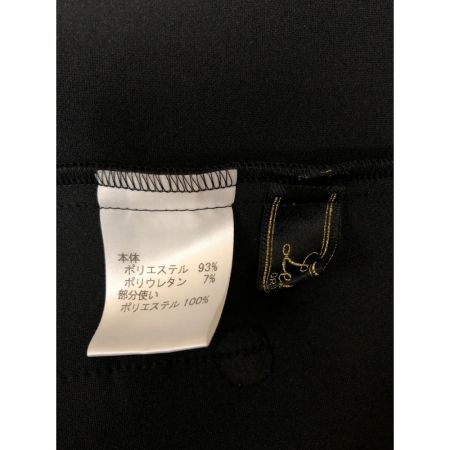 本体
ポリエステル 93%
ポリウレタン 7%
部分使い
ポリエステル 100%